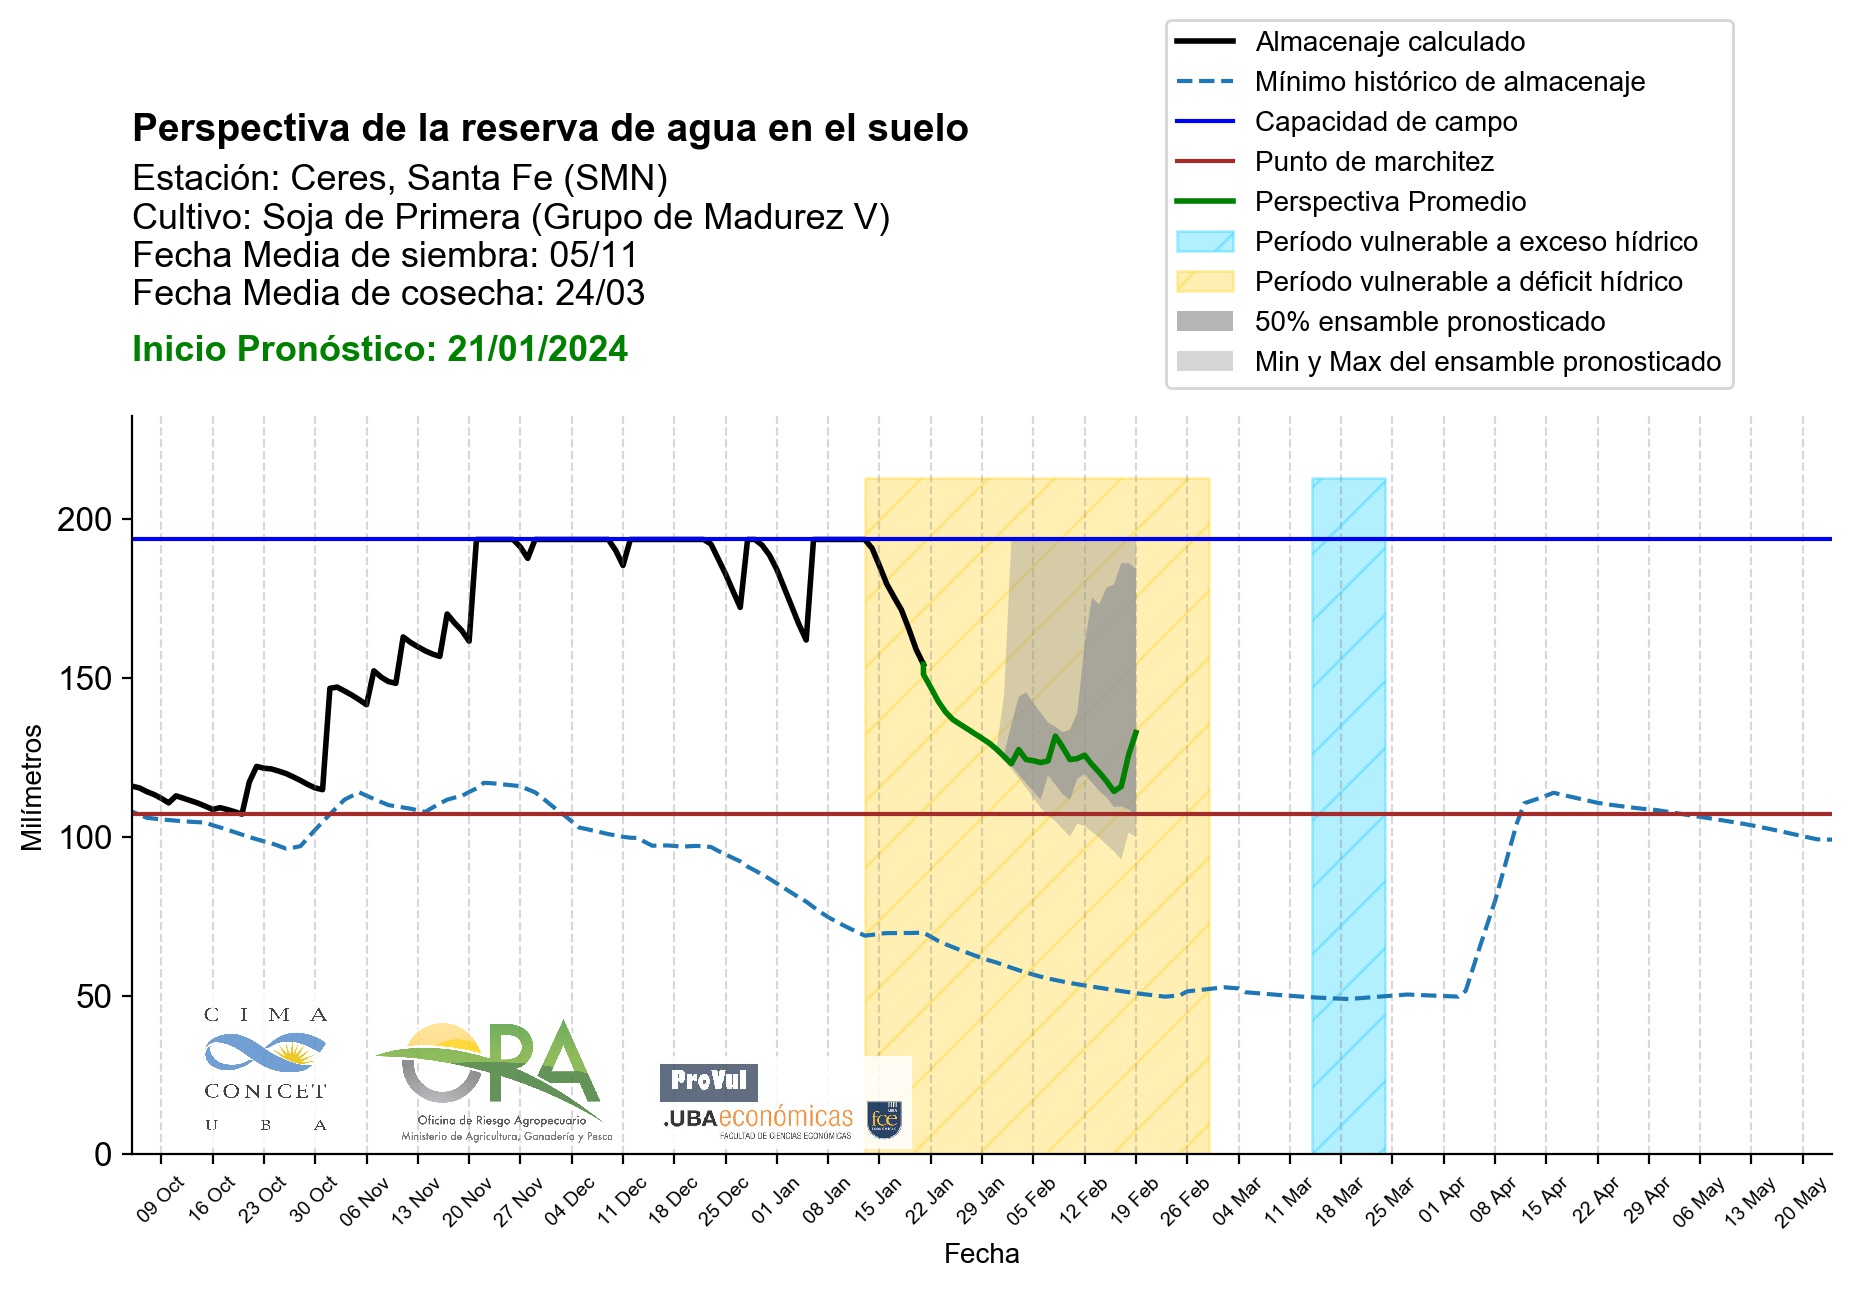 Almacenaje calculado
Mínimo histórico de almacenaje
Capacidad de campo
Punto de marchitez
Perspectiva Promedio
Período vulnerable a exceso hídrico
Período vulnerable a déficit hídrico
50% ensamble pronosticado
Min y Max del ensamble pronosticado
Perspectiva de la reserva de agua en el suelo
Estación: Ceres, Santa Fe (SMN)
Cultivo: Soja de Primera (Grupo de Madurez V)
Fecha Media de siembra: 05/11
Fecha Media de cosecha: 24/03
Inicio Pronóstico: 21/01/2024
Milímetros
200
150
100
50
0
CIMA
CONICET
UBA
OPA
Oficina de Riesgo Agropecuario
Ministerio de Agricultura, Ganadería y Pesca
ProVul
.UBAeconómicas
FACULTAD DE CIENCIAS ECONÓMICAS
UBA
fce
ECONÓMICAS
09 Oct
16 Oct
23 Oct
30 Oct
06 Nov
13 Nov
20 Nov
27 Nov
04 Dec
11 Dec
18 Dec
25 Dec
01 Jan
08 Jan
15 Jan
22 Jan
29 Jan
05 Feb
12 Feb
19 Feb
26 Feb
04 Mar
11 Mar
18 Mar
25 Mar
01 Apr
08 Apr
15 Apr
22 Apr
29 Apr
06 May
13 May
20 May
Fecha